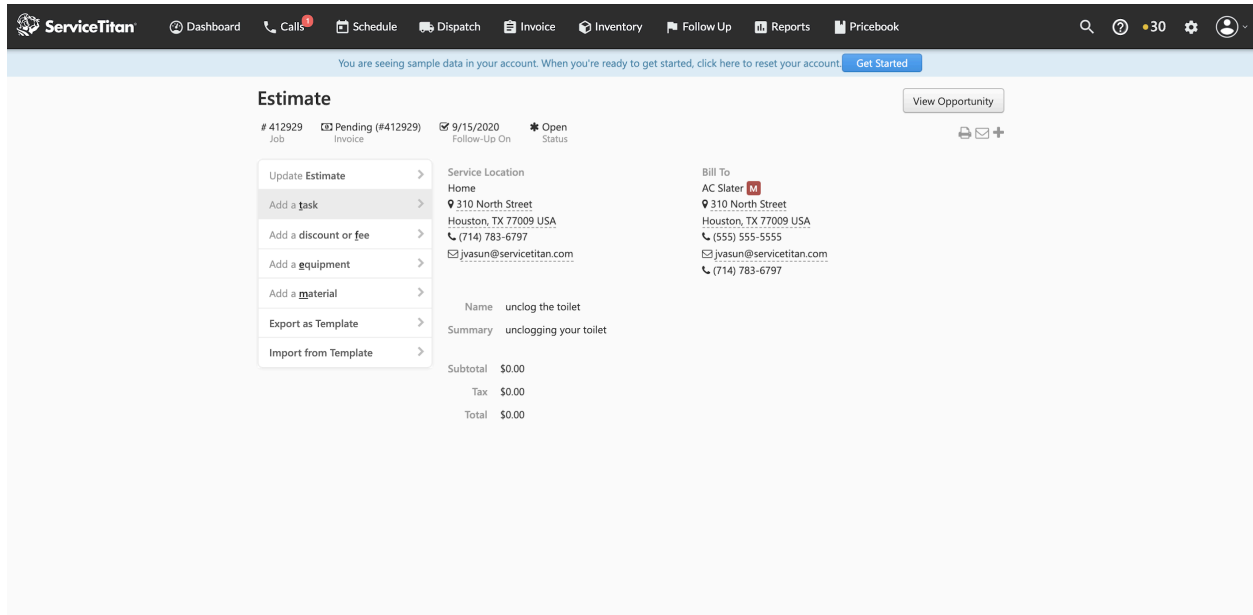 ServiceTitan
Dashboard
Calls 1
Schedule
Dispatch
Invoice
Inventory
Follow Up
Reports
Pricebook
30
You are seeing sample data in your account. When you're ready to get started, click here to reset your account.
Get Started
Estimate
View Opportunity
# 412929
Job
Pending (#412929)
Invoice
9/15/2020
Follow-Up On
Open
Status
Update Estimate
Add a task
Add a discount or fee
Add a equipment
Add a material
Export as Template
Import from Template
Service Location
Home
310 North Street
Houston, TX 77009 USA
(714) 783-6797
jvasun@servicetitan.com
Bill To
AC Slater M
310 North Street
Houston, TX 77009 USA
(555) 555-5555
jvasun@servicetitan.com
(714) 783-6797
Name unclog the toilet
Summary unclogging your toilet
Subtotal $0.00
Tax $0.00
Total $0.00